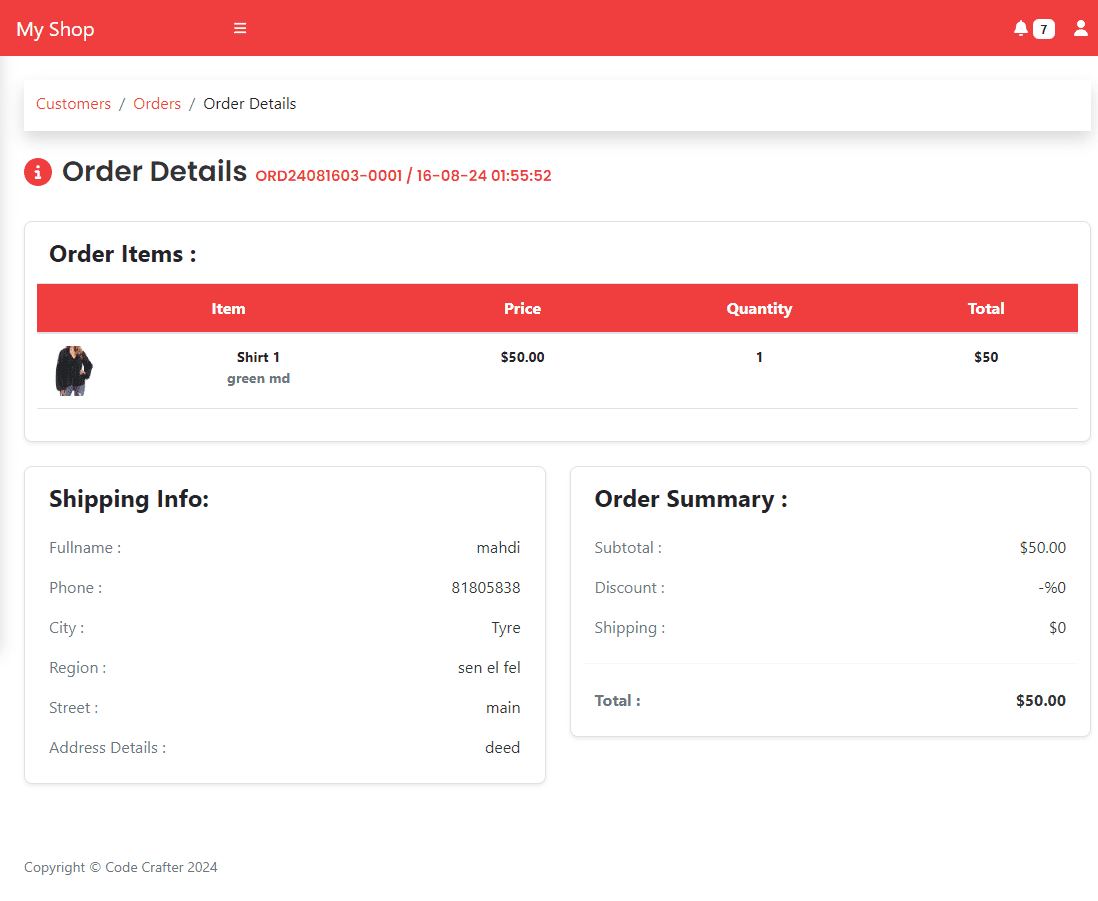 My Shop
7
Customers / Orders / Order Details
Order Details ORD24081603-0001 / 16-08-24 01:55:52
Order Items :
Item Price Quantity Total
Shirt 1 $50.00 1 $50
green md
Shipping Info:
Fullname : mahdi
Phone : 81805838
City : Tyre
Region : sen el fel
Street : main
Address Details : deed
Order Summary :
Subtotal : $50.00
Discount : -%0
Shipping : $0
Total : $50.00
Copyright © Code Crafter 2024